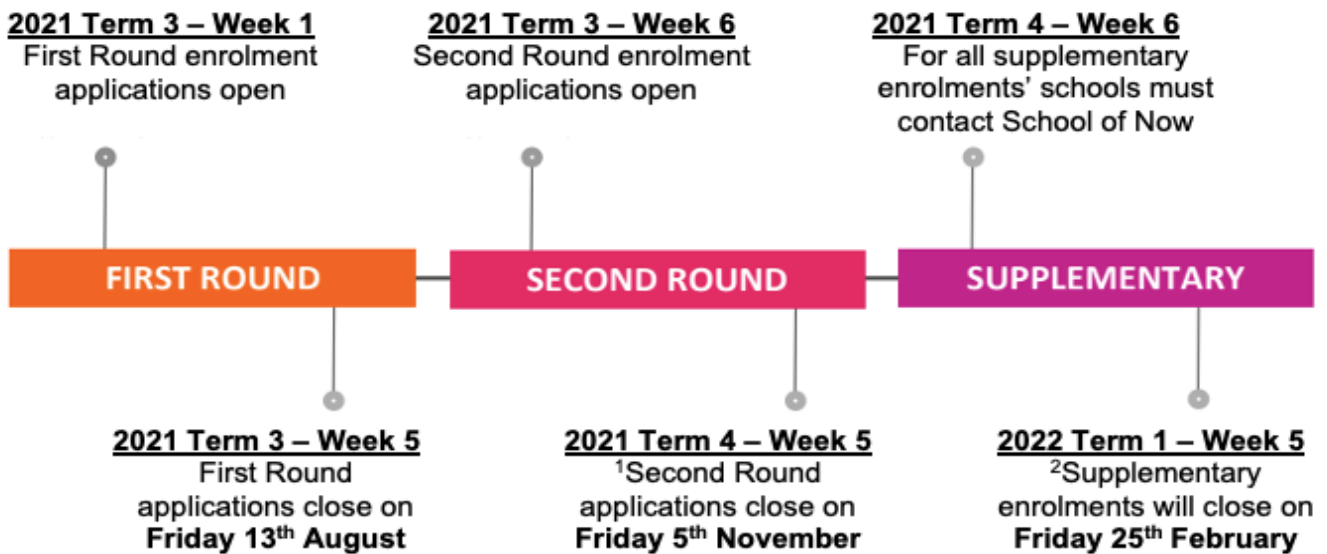 2021 Term 3 – Week 1
First Round enrolment
applications open
2021 Term 3 – Week 6
Second Round enrolment
applications open
2021 Term 4 – Week 6
For all supplementary
enrolments’ schools must
contact School of Now
FIRST ROUND
SECOND ROUND
SUPPLEMENTARY
2021 Term 3 – Week 5
First Round
applications close on
Friday 13th August
2021 Term 4 – Week 5
1Second Round
applications close on
Friday 5th November
2022 Term 1 – Week 5
2Supplementary
enrolments will close on
Friday 25th February